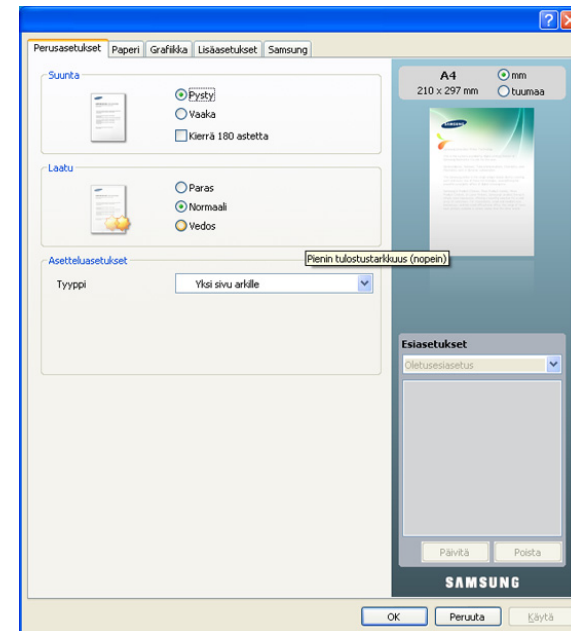 Perusasetukset Paperi Grafiikka Lisäasetukset Samsung
Suunta
Pysty
Vaaka
Kierrä 180 astetta
Laatu
Paras
Normaali
Vedos
Pienin tulostustarkkuus (nopein)
Asetteluasetukset
Tyyppi Yksi sivu arkille
A4 mm
210 x 297 mm tuumaa
SAMSUNG
Esiasetukset
Oletusesiasetus
Päivitä Poista
SAMSUNG
OK Peruuta Käytä